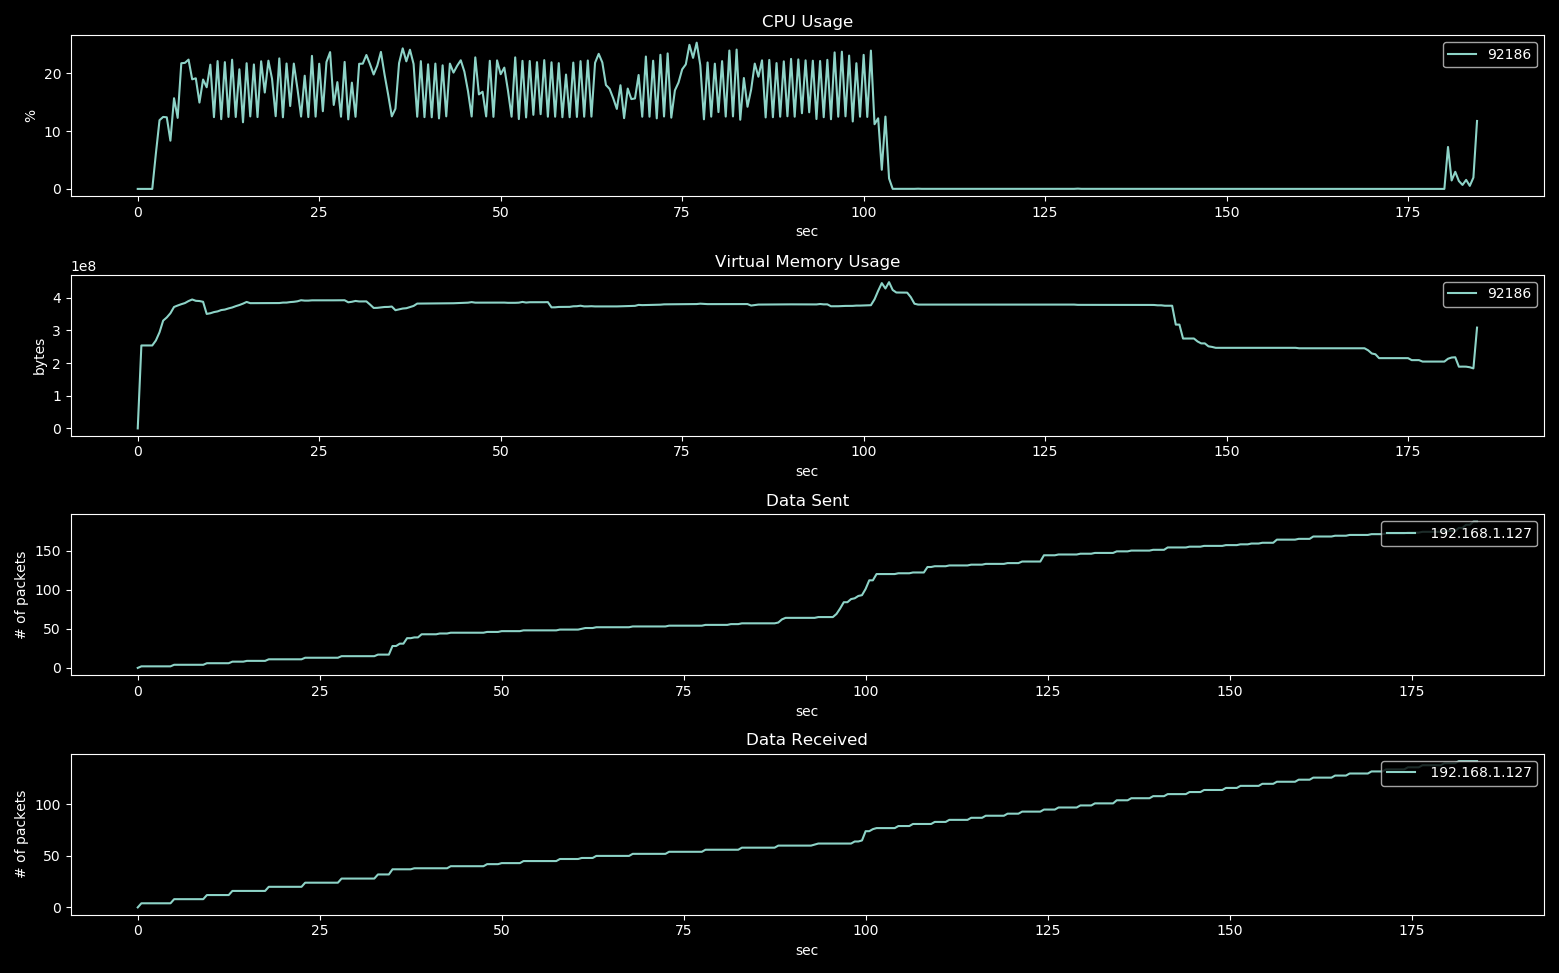 CPU Usage
%
20
10
0
92186
0 25 50 75 100 125 150 175
sec
Virtual Memory Usage
1e8
bytes
4
3
2
1
0
92186
0 25 50 75 100 125 150 175
sec
Data Sent
# of packets
150
100
50
0
192.168.1.127
0 25 50 75 100 125 150 175
sec
Data Received
# of packets
100
50
0
192.168.1.127
0 25 50 75 100 125 150 175
sec